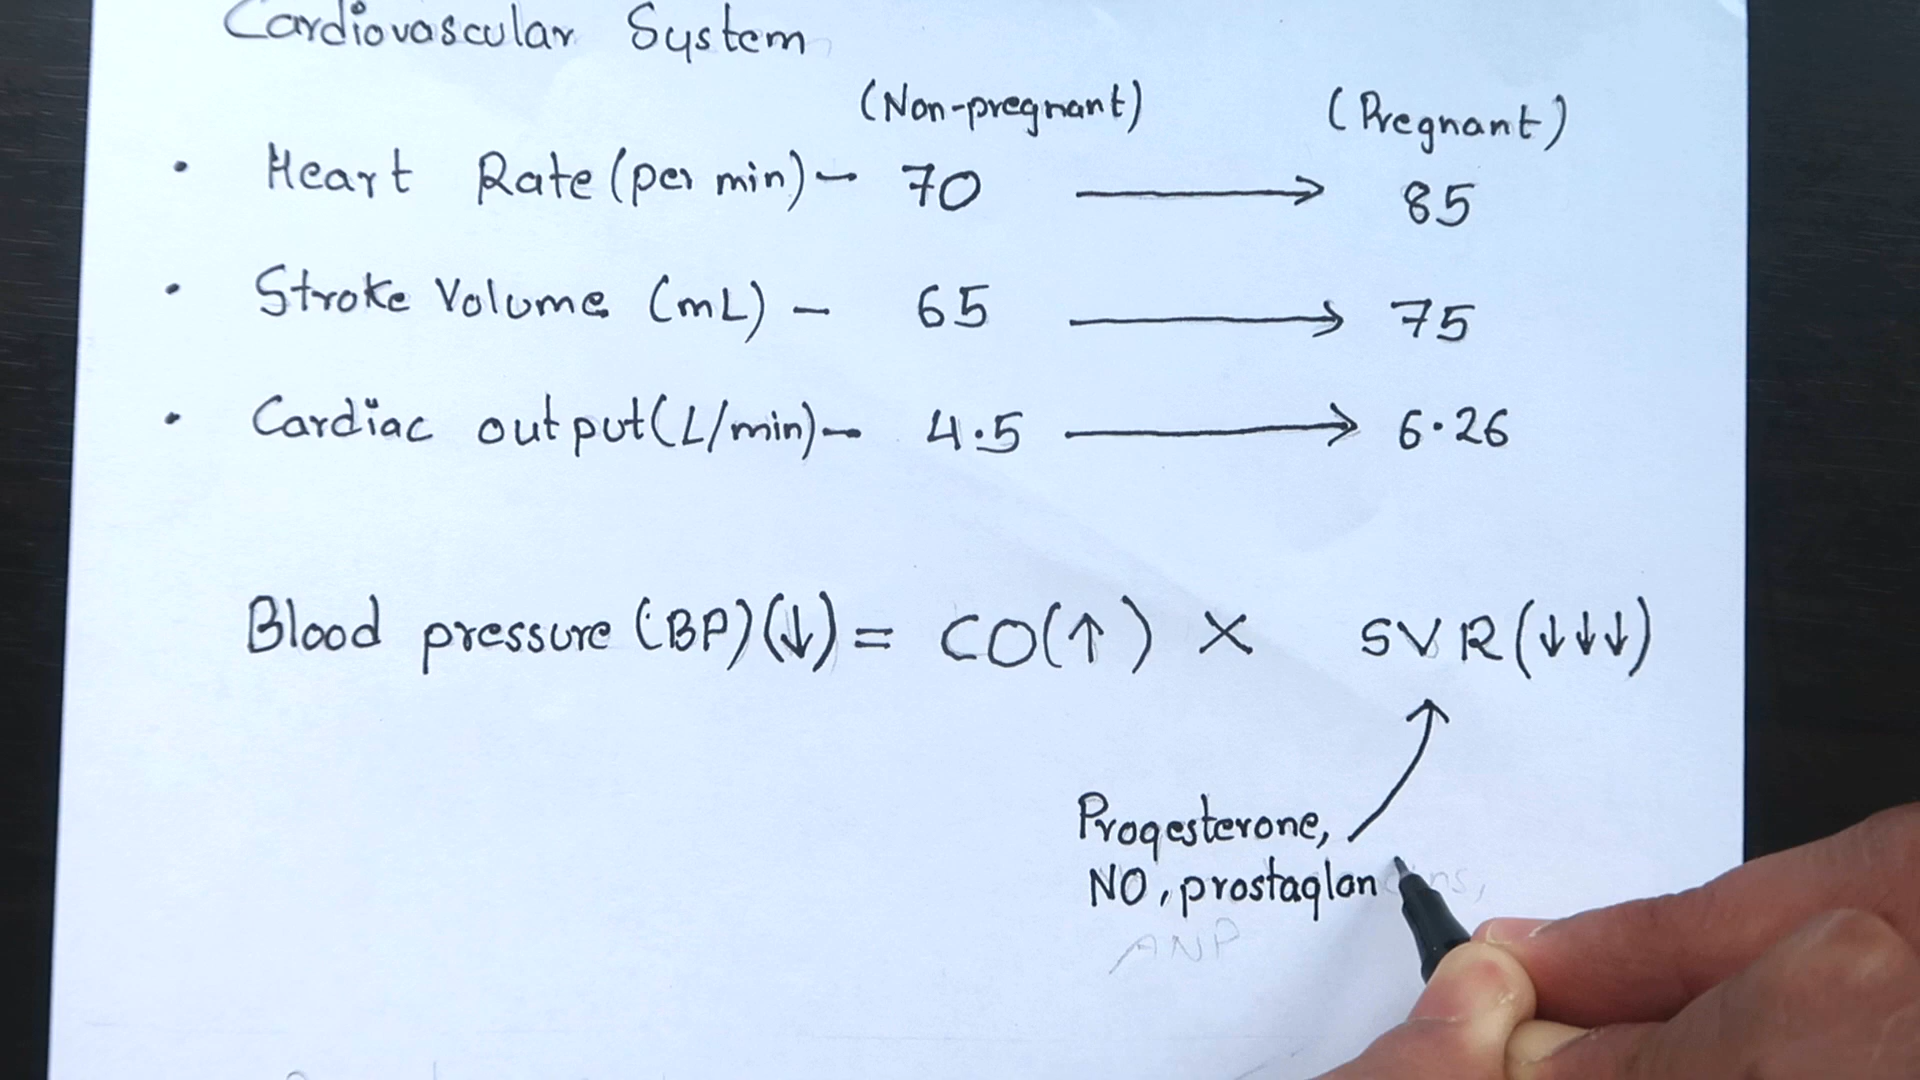 Cardiovascular System
(Non-pregnant) (Pregnant)
• Heart Rate (per min) – 70 → 85
• Stroke Volume (mL) – 65 → 75
• Cardiac output (L/min) – 4.5 → 6.26
Blood pressure (BP)(↓) = CO(↑) × SVR(↓↓↓)
Progesterone,
NO, prostaglan
ANP